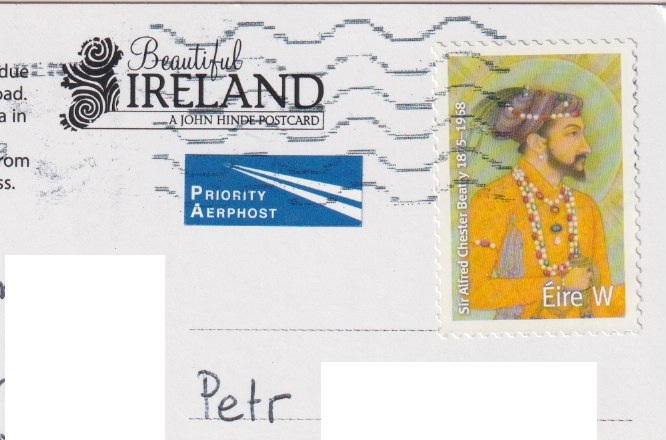 due
oad.
a in
rom
ss.
Beautiful
IRELAND
A JOHN HINDE POSTCARD
PRIORITY
AERPHOST
Sir Alfred Chester Beatty 1875–1968
Éire W
Petr